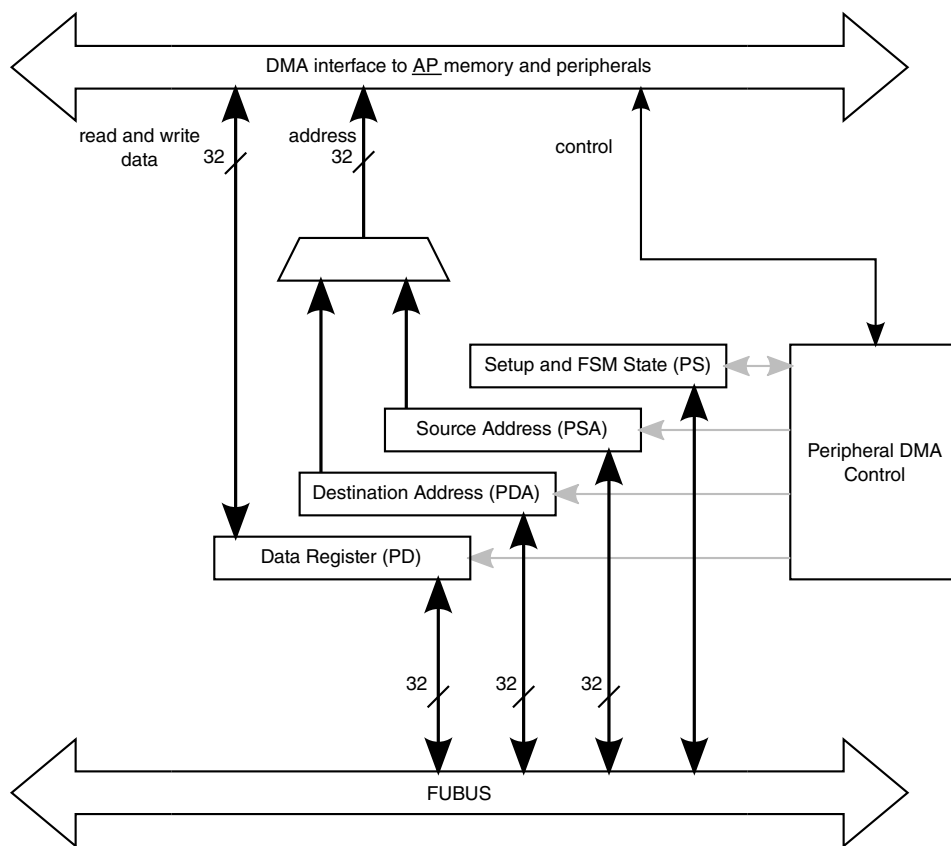 DMA interface to AP memory and peripherals
read and write
data
32
address
32
control
Setup and FSM State (PS)
Source Address (PSA)
Peripheral DMA
Control
Destination Address (PDA)
Data Register (PD)
32
32
32
FUBUS